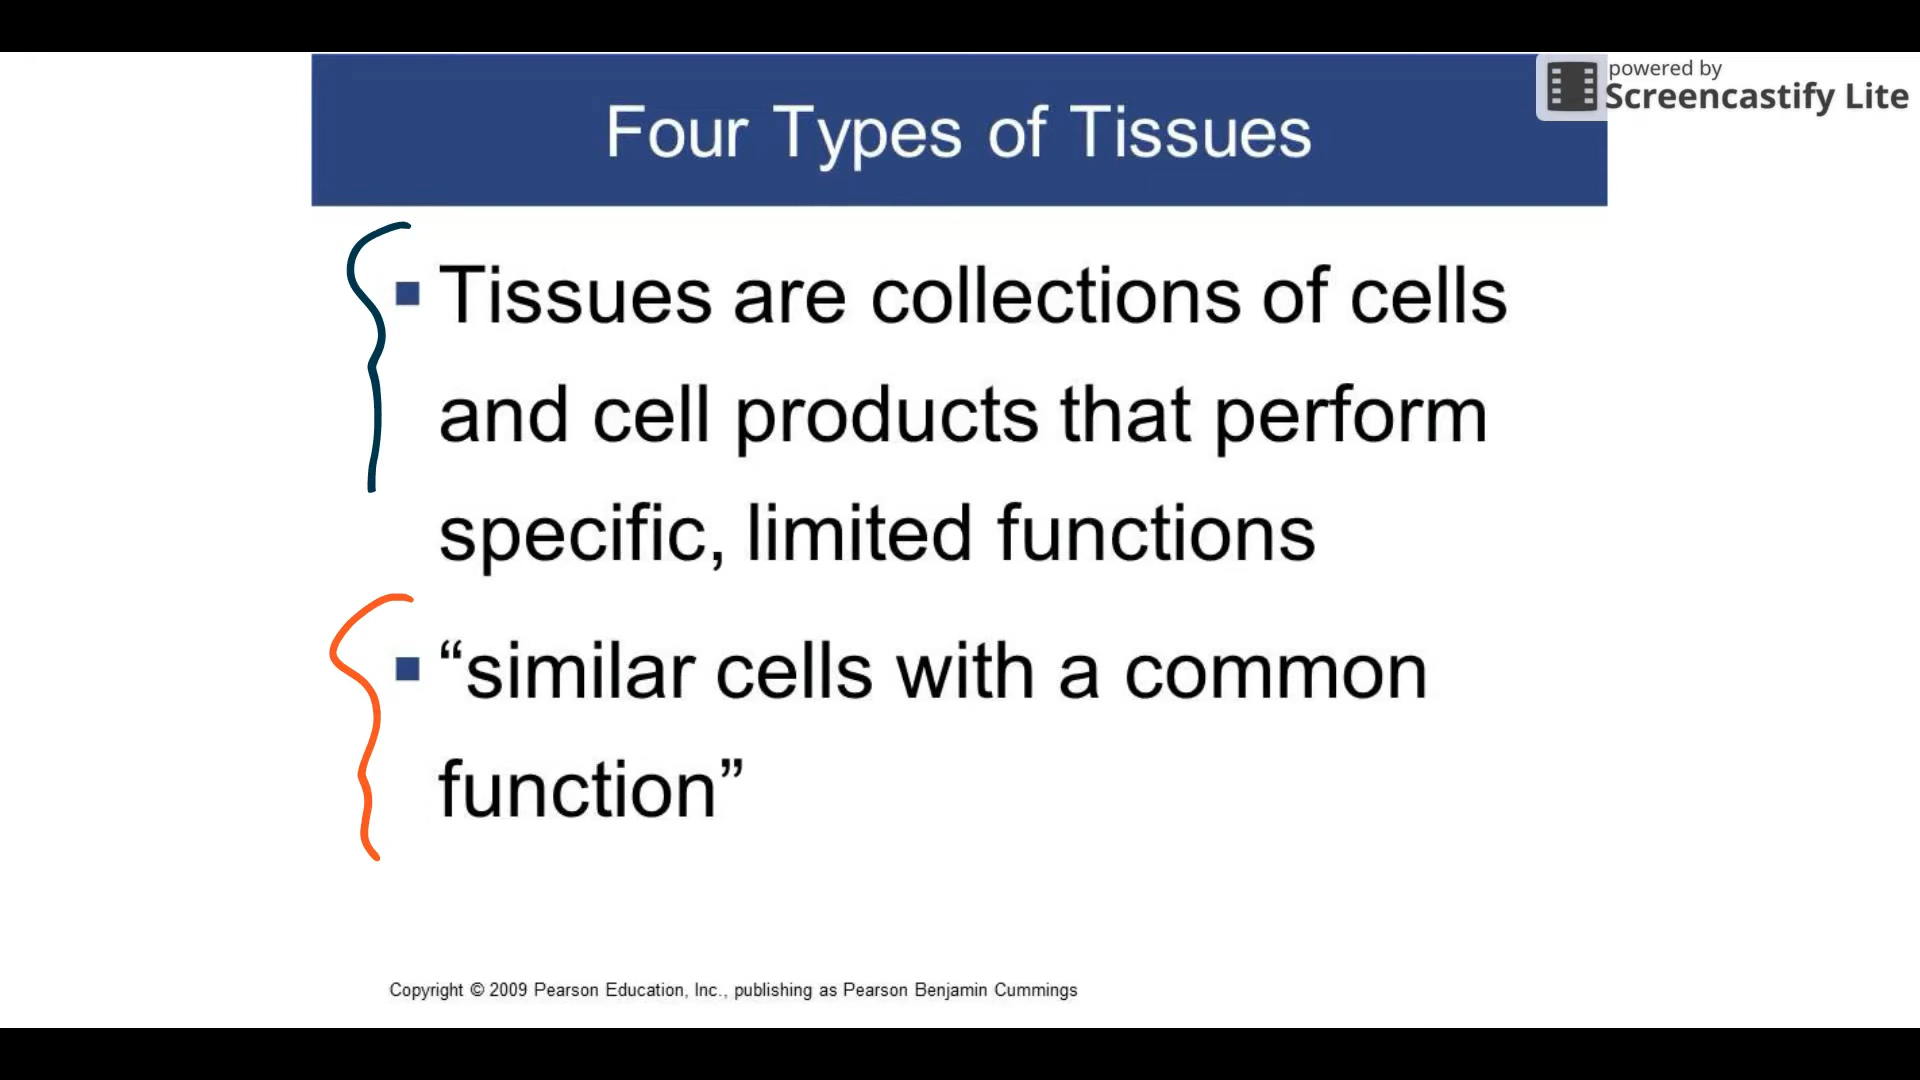 powered by
Screencastify Lite
Four Types of Tissues
Tissues are collections of cells
and cell products that perform
specific, limited functions
“similar cells with a common
function”
Copyright © 2009 Pearson Education, Inc., publishing as Pearson Benjamin Cummings